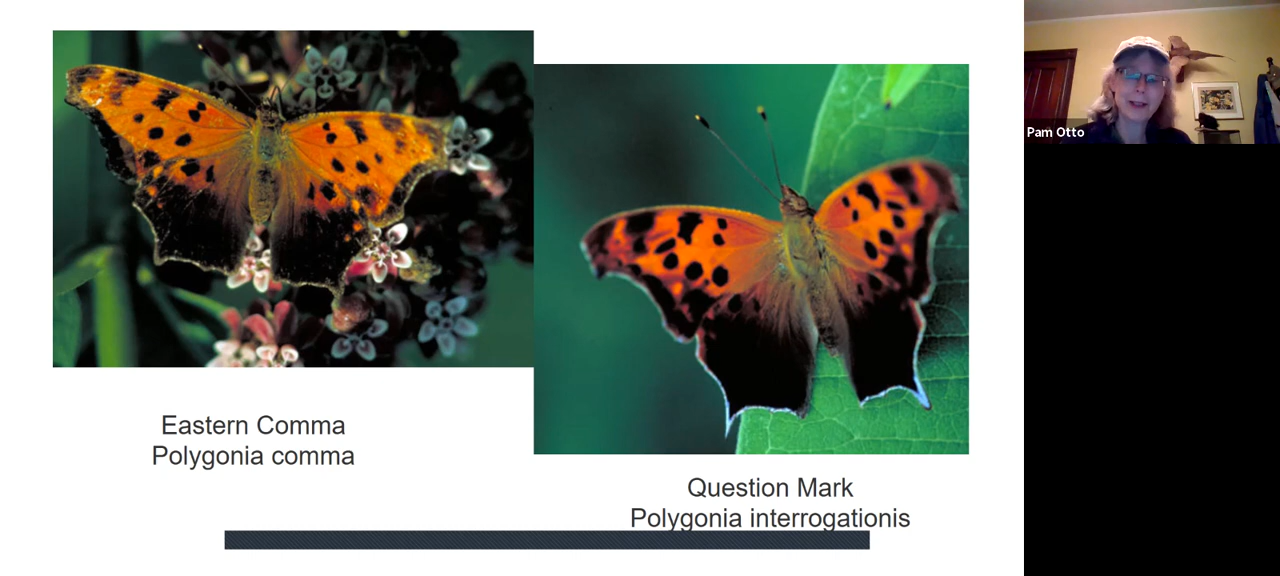 Pam Otto
Eastern Comma
Polygonia comma
Question Mark
Polygonia interrogationis